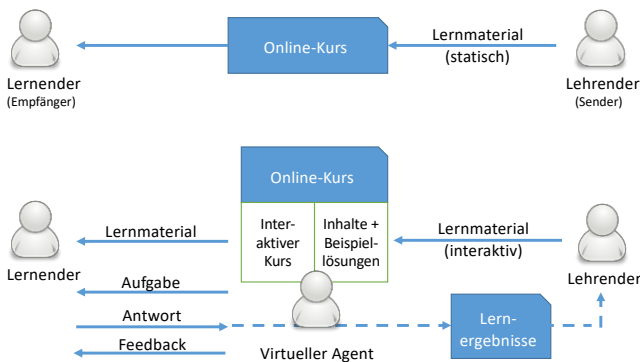 Online-Kurs
Lernmaterial
(statisch)
Lernender
(Empfänger)
Lehrender
(Sender)
Online-Kurs
Lernmaterial
Inter-
aktiver
Kurs
Inhalte +
Beispiel-
lösungen
Lernmaterial
(interaktiv)
Lernender
Lehrender
Aufgabe
Antwort
Feedback
Virtueller Agent
Lern-
ergebnisse